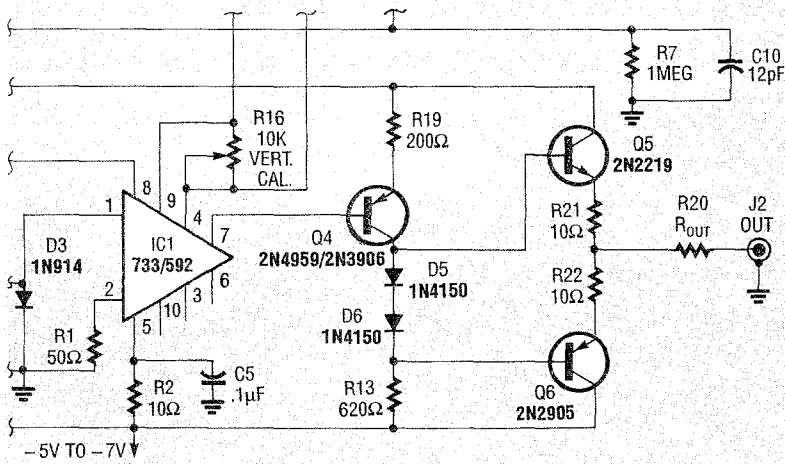 R7
1MEG
C10
12pF
R16
10K
VERT.
CAL.
R19
200Ω
Q5
2N2219
8
9
4
1
7
IC1
733/592
6
3
10
2
5
D3
1N914
Q4
2N4959/2N3906
D5
1N4150
D6
1N4150
R21
10Ω
R22
10Ω
R20
ROUT
J2
OUT
R1
50Ω
R2
10Ω
C5
.1µF
R13
620Ω
Q6
2N2905
–5V TO –7V